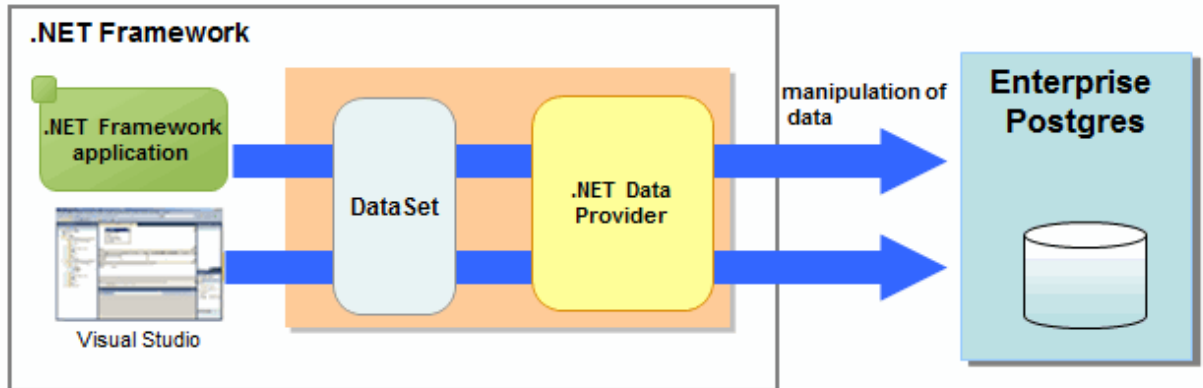 .NET Framework
.NET Framework
application
Visual Studio
DataSet
.NET Data
Provider
manipulation of
data
Enterprise
Postgres